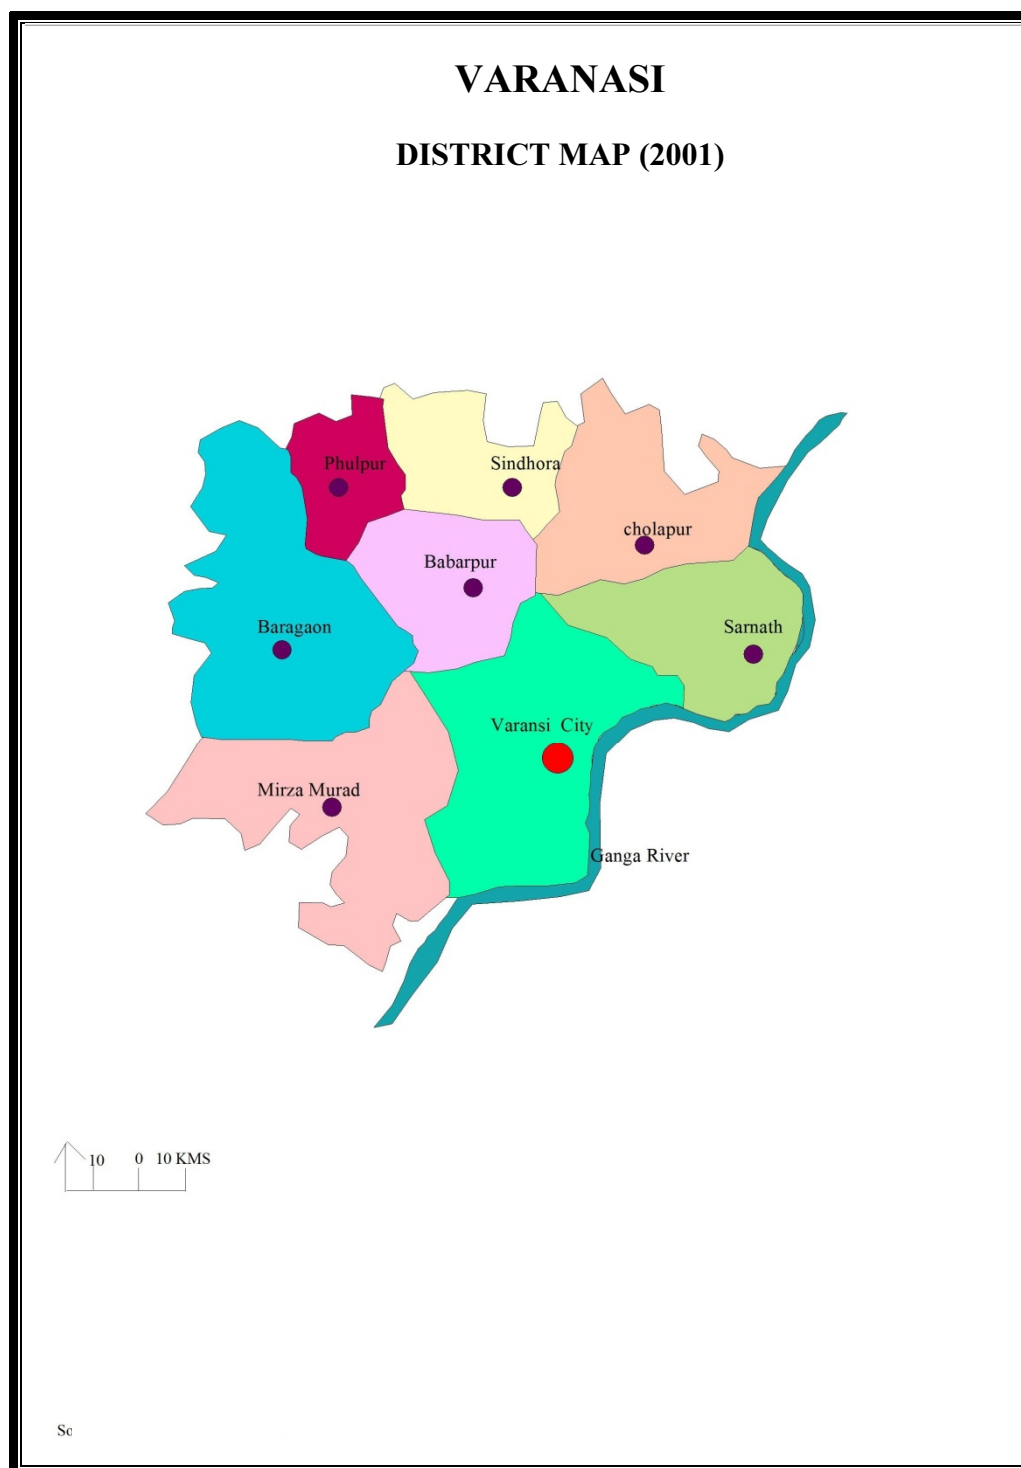 VARANASI
DISTRICT MAP (2001)
Phulpur
Sindhora
cholapur
Babarpur
Baragaon
Sarnath
Varansi City
Mirza Murad
Ganga River
10 0 10 KMS